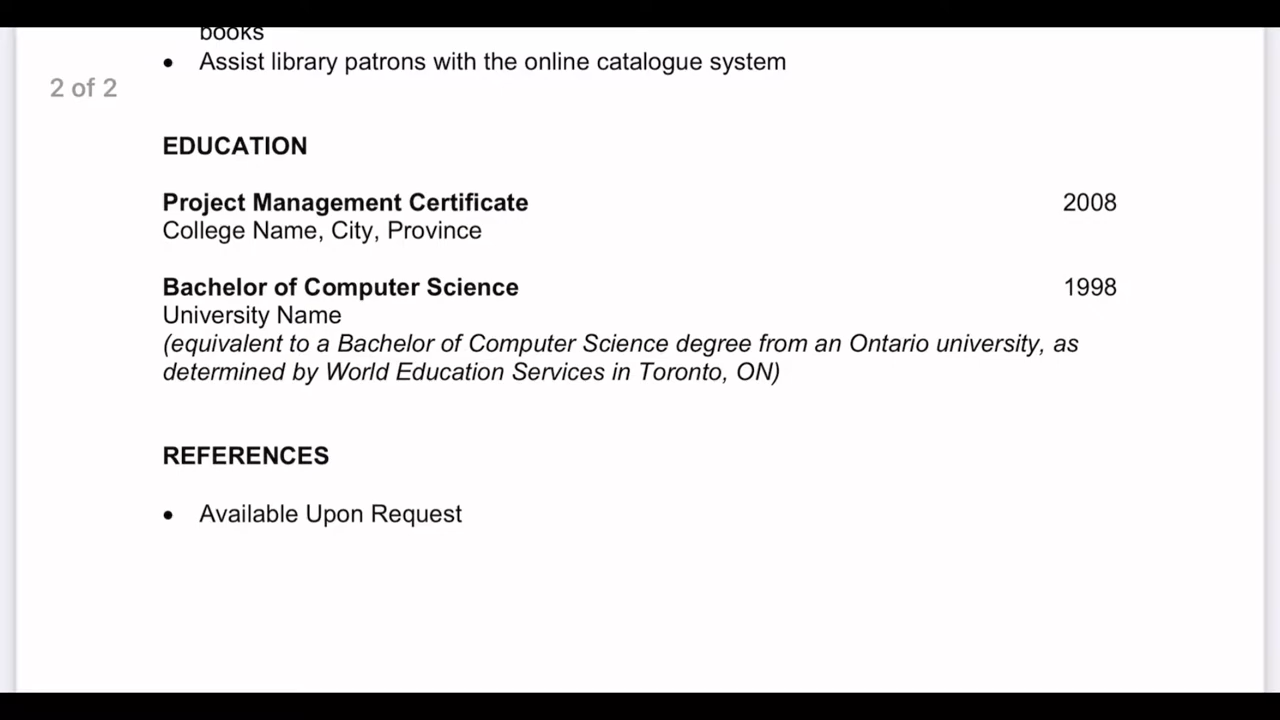 books
• Assist library patrons with the online catalogue system
2 of 2
EDUCATION
Project Management Certificate 2008
College Name, City, Province
Bachelor of Computer Science 1998
University Name
(equivalent to a Bachelor of Computer Science degree from an Ontario university, as
determined by World Education Services in Toronto, ON)
REFERENCES
• Available Upon Request